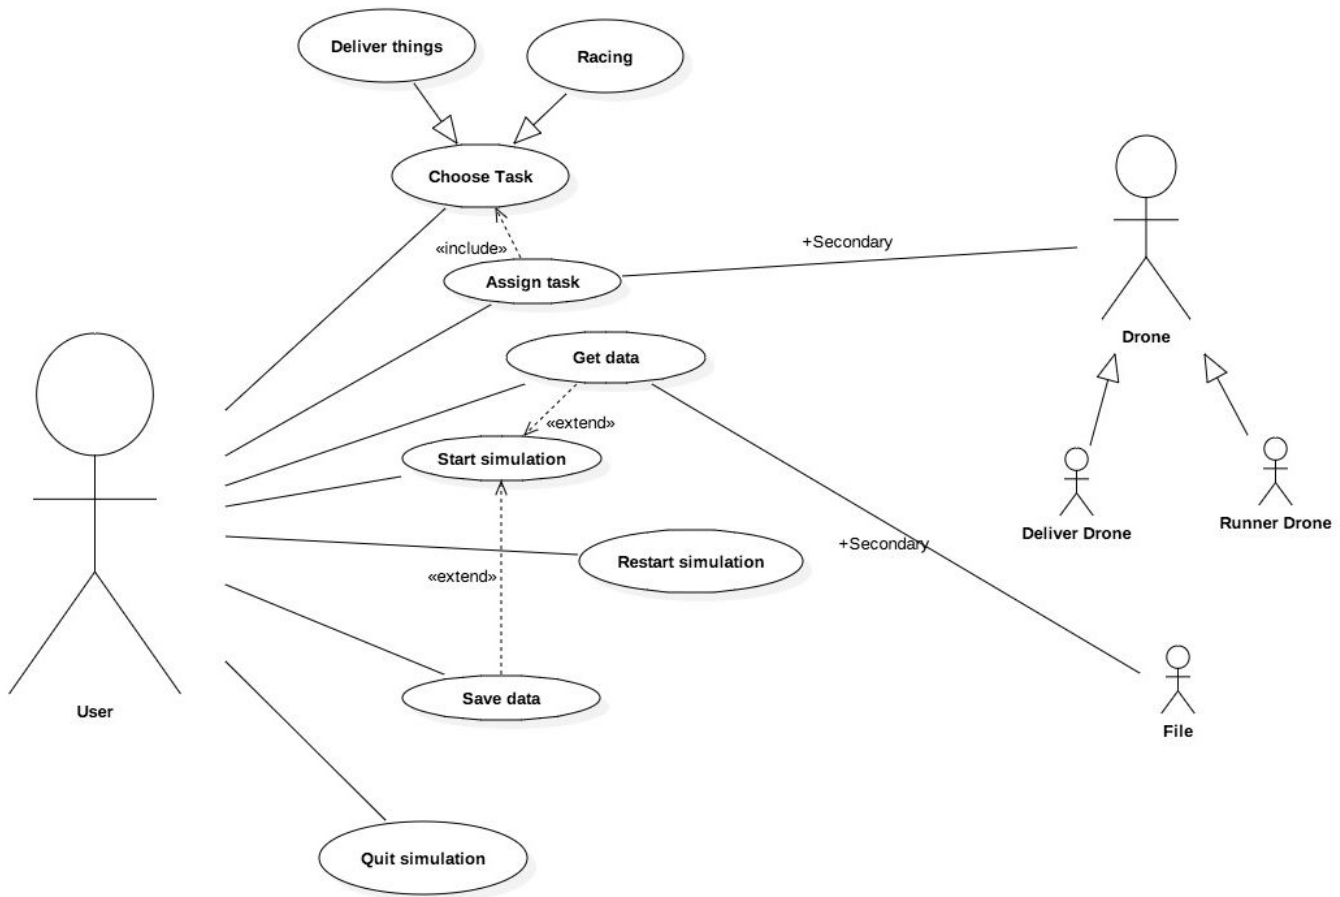 Deliver things
Racing
Choose Task
«include»
+Secondary
Assign task
Drone
Get data
«extend»
Start simulation
Deliver Drone
Runner Drone
+Secondary
Restart simulation
«extend»
Save data
User
File
Quit simulation